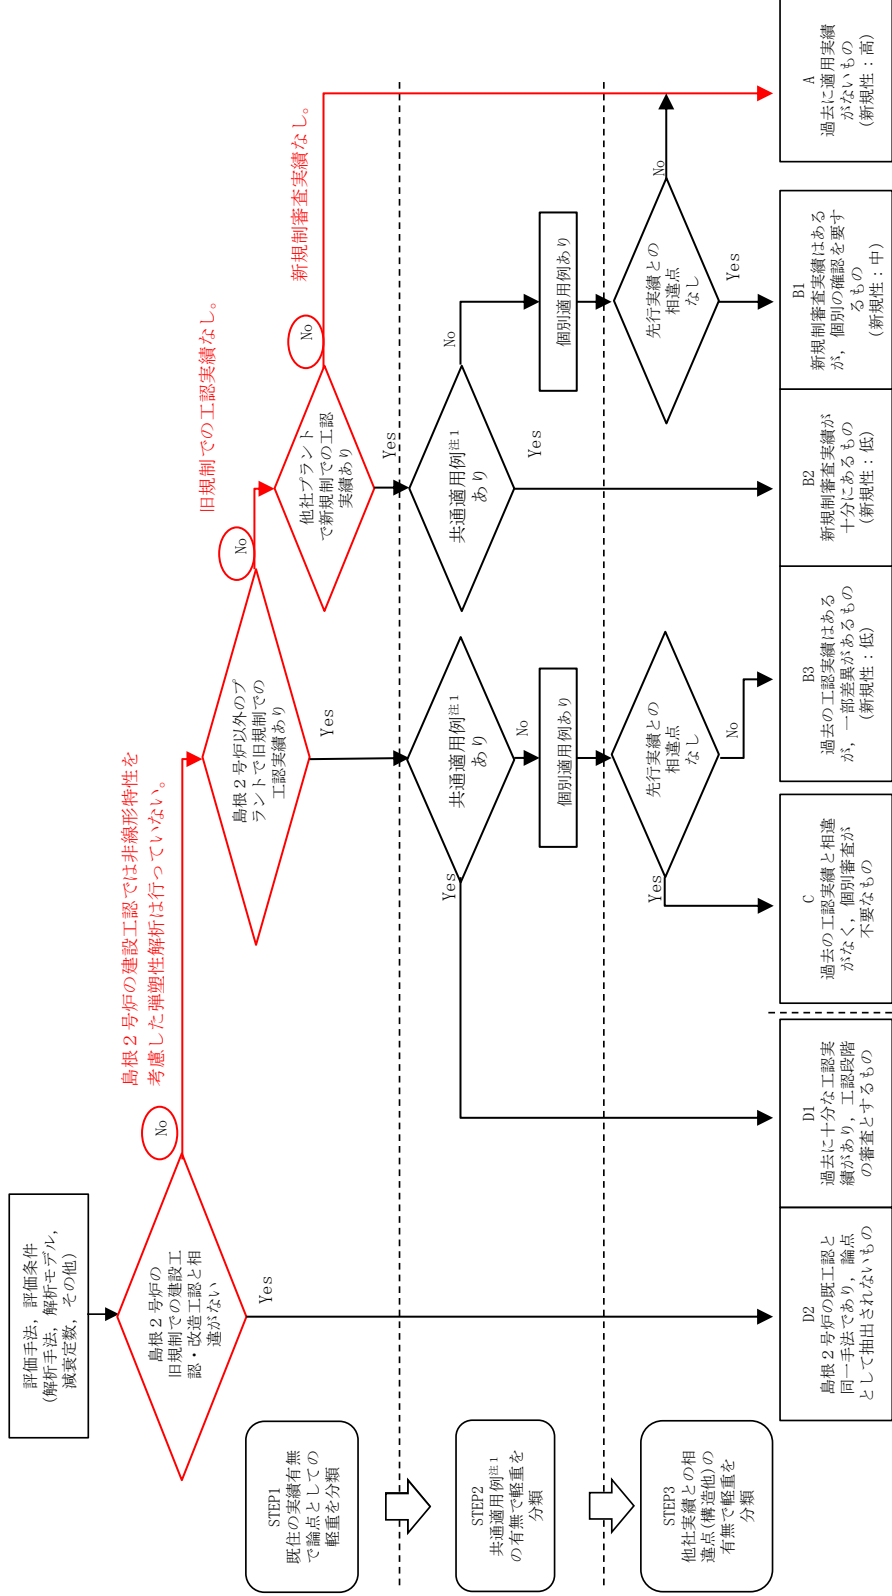 評価手法，評価条件
(解析手法，解析モデル，
減衰定数，その他)
島根２号炉の
旧規制での建設工
認・改造工認と相
違がない
No
Yes
島根２号炉の建設工認では非線形特性を
考慮した弾塑性解析は行っていない。
島根２号炉以外のプ
ラントで旧規制での
工認実績あり
No
Yes
旧規制での工認実績なし。
他社プラント
で新規制での工認
実績あり
No
Yes
新規制審査実績なし。
STEP1
既往の実績有無
で論点としての
軽重を分類
STEP2
共通適用例注１
の有無で軽重を
分類
STEP3
他社実績との相
違点(構造他)の
有無で軽重を
分類
共通適用例注１
あり
Yes
No
個別適用例あり
先行実績との
相違点
なし
Yes
No
共通適用例注１
あり
No
Yes
個別適用例あり
先行実績との
相違点
なし
No
Yes
D2
島根２号炉の既工認と
同一手法であり，論点
として抽出されないもの
D1
過去に十分な工認実
績があり，工認段階
の審査とするもの
C
過去の工認実績と相違
がなく，個別審査が
不要なもの
B3
過去の工認実績はある
が，一部差異があるもの
(新規性：低)
B2
新規制審査実績が
十分にあるもの
(新規性：低)
B1
新規制審査実績はある
が，個別の確認を要す
るもの
(新規性：中)
A
過去に適用実績
がないもの
(新規性：高)